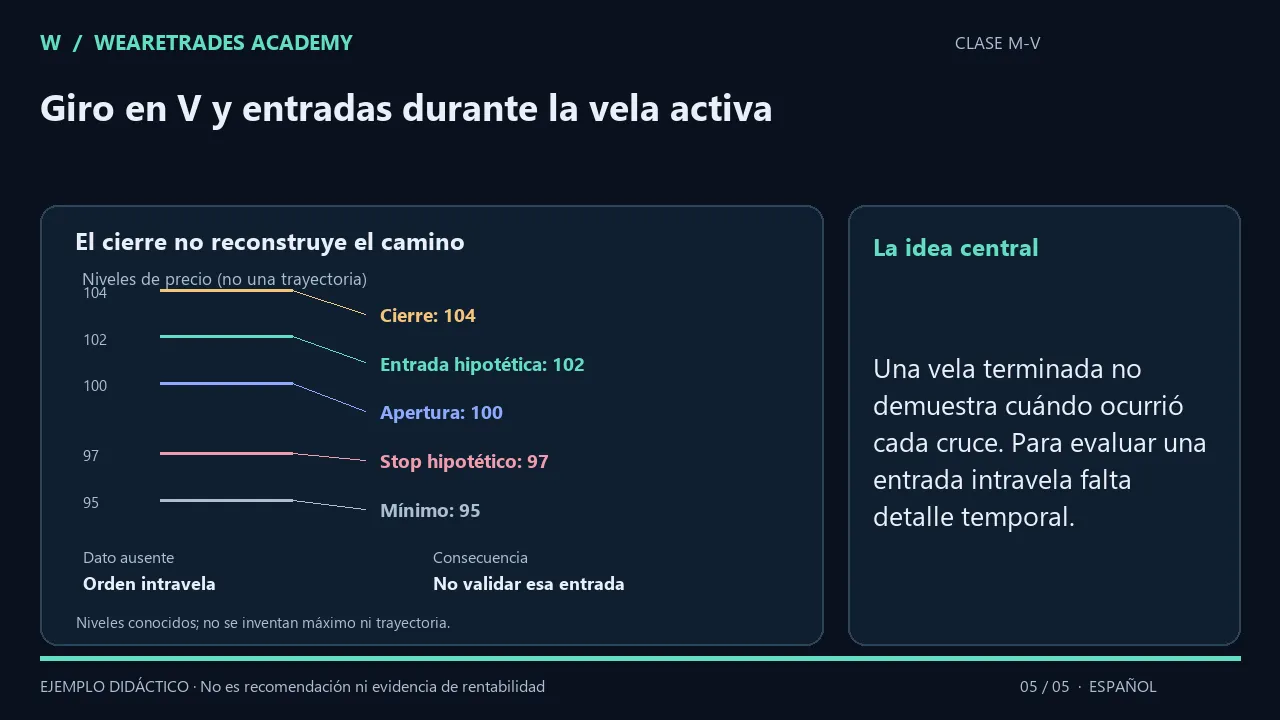 W / WEARETRADES ACADEMY
CLASE M-V
Giro en V y entradas durante la vela activa
El cierre no reconstruye el camino
Niveles de precio (no una trayectoria)
104
Cierre: 104
102
Entrada hipotética: 102
100
Apertura: 100
97
Stop hipotético: 97
95
Mínimo: 95
Dato ausente
Orden intravela
Consecuencia
No validar esa entrada
Niveles conocidos; no se inventan máximo ni trayectoria.
La idea central
Una vela terminada no
demuestra cuándo ocurrió
cada cruce. Para evaluar una
entrada intravela falta
detalle temporal.
EJEMPLO DIDÁCTICO · No es recomendación ni evidencia de rentabilidad
05 / 05 · ESPAÑOL